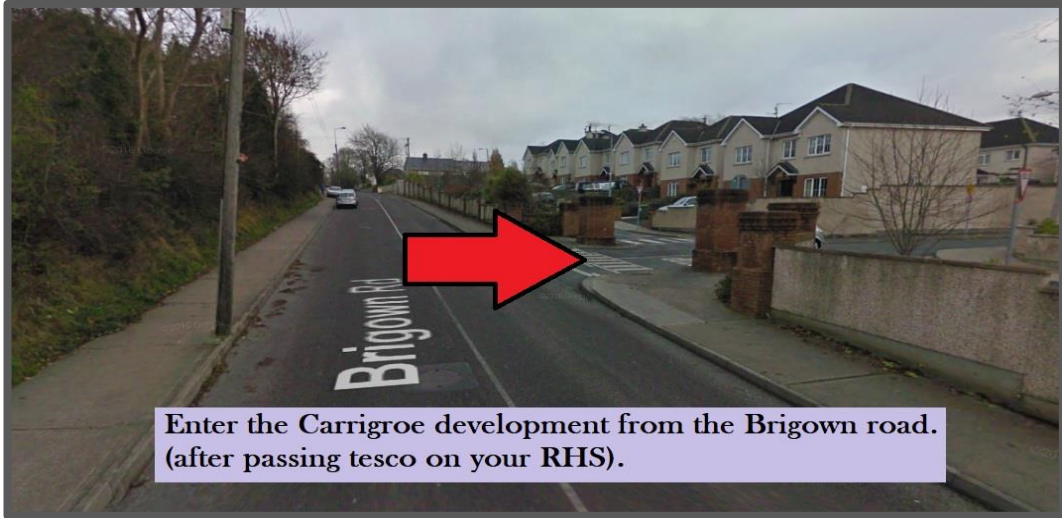 Brigown Rd
Enter the Carrigroe development from the Brigown road.
(after passing tesco on your RHS).